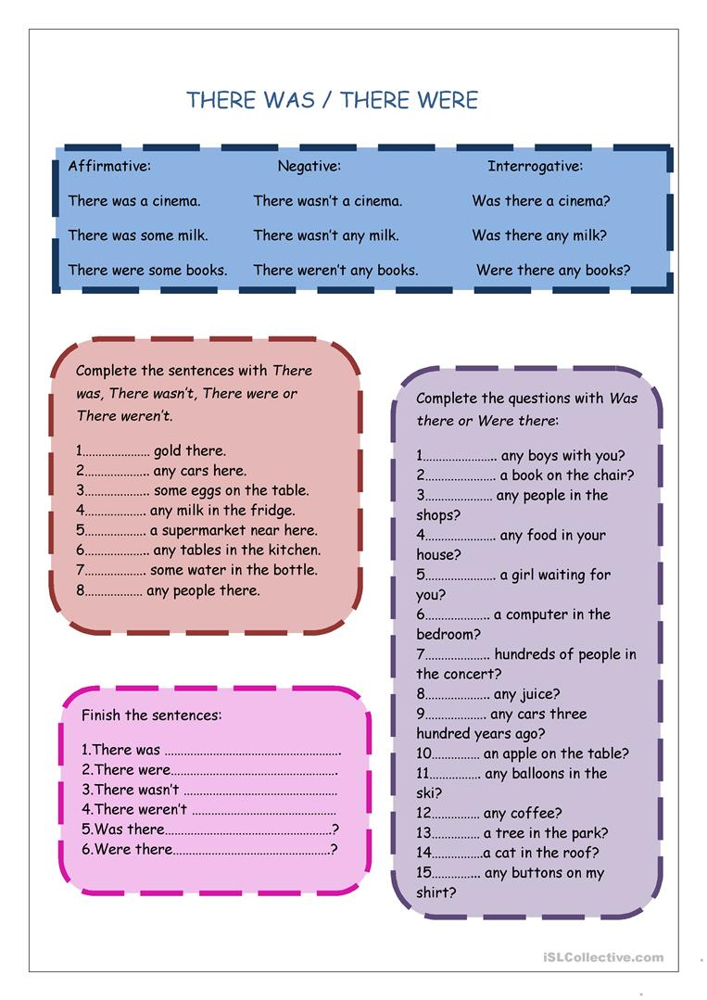 THERE WAS / THERE WERE
Affirmative: Negative: Interrogative:
There was a cinema. There wasn't a cinema. Was there a cinema?
There was some milk. There wasn't any milk. Was there any milk?
There were some books. There weren't any books. Were there any books?
Complete the sentences with There
was, There wasn't, There were or
There weren't.
1..................... gold there.
2.................... any cars here.
3.................... some eggs on the table.
4................... any milk in the fridge.
5................... a supermarket near here.
6.................... any tables in the kitchen.
7................... some water in the bottle.
8.................. any people there.
Finish the sentences:
1.There was .......................................................
2.There were....................................................
3.There wasn't ................................................
4.There weren't .............................................
5.Was there....................................................?
6.Were there.................................................?
Complete the questions with Was
there or Were there:
1....................... any boys with you?
2...................... a book on the chair?
3...................... any people in the
shops?
4...................... any food in your
house?
5...................... a girl waiting for
you?
6.................... a computer in the
bedroom?
7.................... hundreds of people in
the concert?
8.................... any juice?
9................... any cars three
hundred years ago?
10............... an apple on the table?
11................ any balloons in the
ski?
12............... any coffee?
13............... a tree in the park?
14................a cat in the roof?
15............... any buttons on my
shirt?
iSLCollective.com